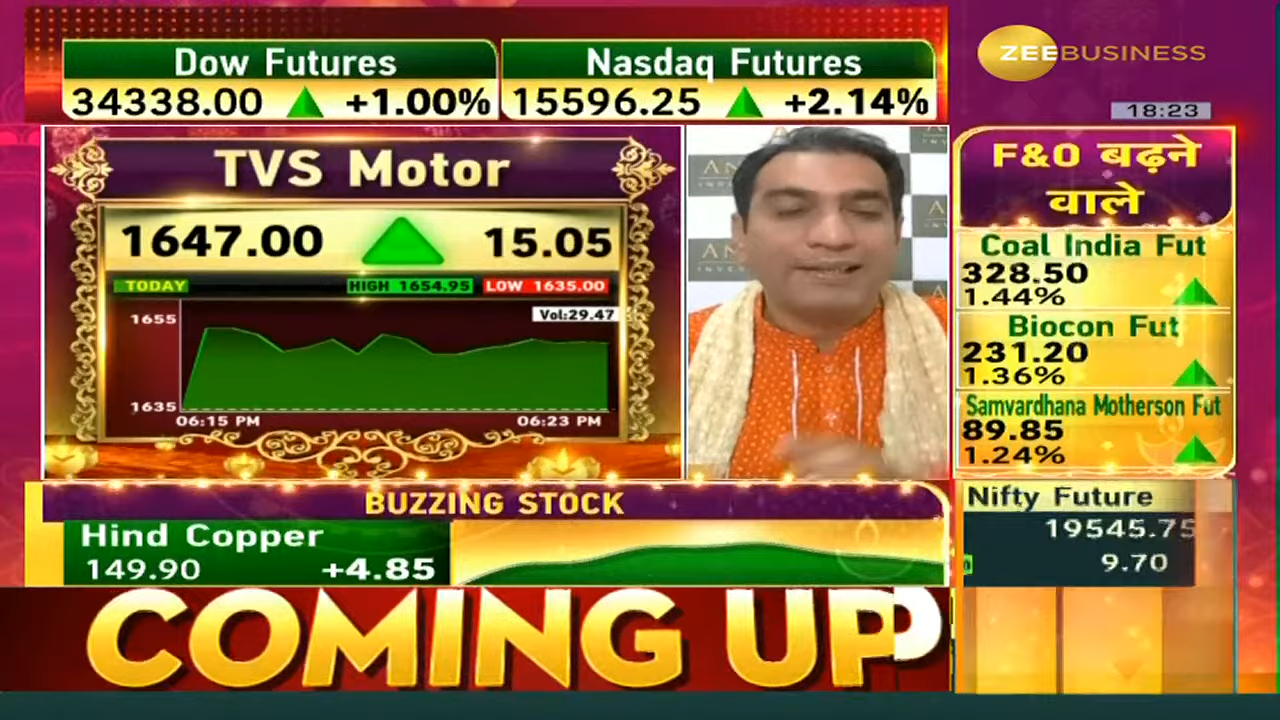 Dow Futures
34338.00 +1.00%
Nasdaq Futures
15596.25 +2.14%
ZEEBUSINESS
18:23
TVS Motor
1647.00 15.05
TODAY HIGH 1654.95 LOW 1635.00
Vol:29.47
1655
1635
06:15 PM 06:23 PM
F&O बढ़ने
वाले
Coal India Fut
328.50
1.44%
Biocon Fut
231.20
1.36%
Samvardhana Motherson Fut
89.85
1.24%
BUZZING STOCK
Hind Copper
149.90 +4.85
Nifty Future
19545.75
9.70
COMING UP